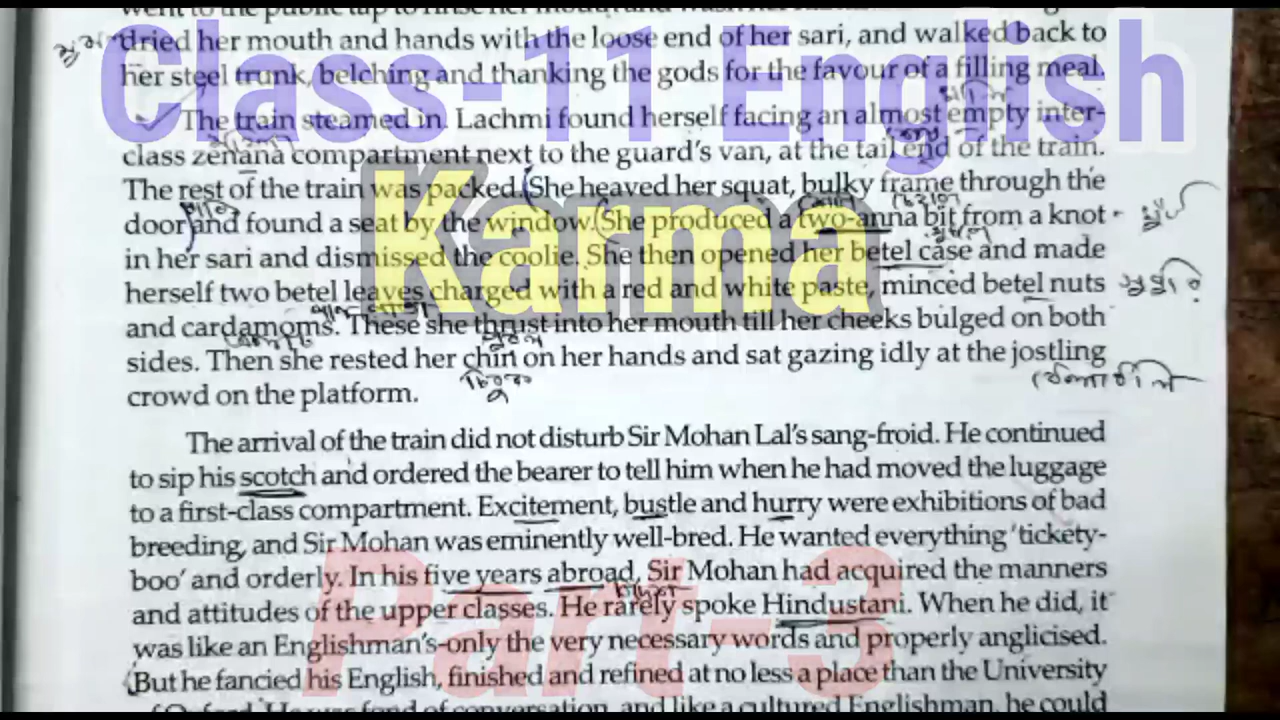 dried her mouth and hands with the loose end of her sari, and walked back to
her steel trunk, belching and thanking the gods for the favour of a filling meal.
The train steamed in. Lachmi found herself facing an almost empty inter-
class zenana compartment next to the guard's van, at the tail end of the train.
The rest of the train was packed. She heaved her squat, bulky frame through the
door and found a seat by the window. She produced a two-anna bit from a knot
in her sari and dismissed the coolie. She then opened her betel case and made
herself two betel leaves charged with a red and white paste, minced betel nuts
and cardamoms. These she thrust into her mouth till her cheeks bulged on both
sides. Then she rested her chin on her hands and sat gazing idly at the jostling
crowd on the platform.
The arrival of the train did not disturb Sir Mohan Lal's sang-froid. He continued
to sip his scotch and ordered the bearer to tell him when he had moved the luggage
to a first-class compartment. Excitement, bustle and hurry were exhibitions of bad
breeding, and Sir Mohan was eminently well-bred. He wanted everything 'tickety-
boo' and orderly. In his five years abroad, Sir Mohan had acquired the manners
and attitudes of the upper classes. He rarely spoke Hindustani. When he did, it
was like an Englishman's-only the very necessary words and properly anglicised.
But he fancied his English, finished and refined at no less a place than the University
of Oxford. He was fond of conversation, and like a cultured Englishman, he could
Class-11 English
Karma
Part-3